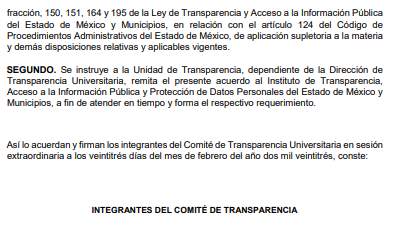 fracción, 150, 151, 164 y 195 de la Ley de Transparencia y Acceso a la Información Pública
del Estado de México y Municipios, en relación con el artículo 124 del Código de
Procedimientos Administrativos del Estado de México, de aplicación supletoria a la materia
y demás disposiciones relativas y aplicables vigentes.
SEGUNDO. Se instruye a la Unidad de Transparencia, dependiente de la Dirección de
Transparencia Universitaria, remita el presente acuerdo al Instituto de Transparencia,
Acceso a la Información Pública y Protección de Datos Personales del Estado de México y
Municipios, a fin de atender en tiempo y forma el respectivo requerimiento.
Así lo acuerdan y firman los integrantes del Comité de Transparencia Universitaria en sesión
extraordinaria a los veintitrés días del mes de febrero del año dos mil veintitrés, conste:
INTEGRANTES DEL COMITÉ DE TRANSPARENCIA